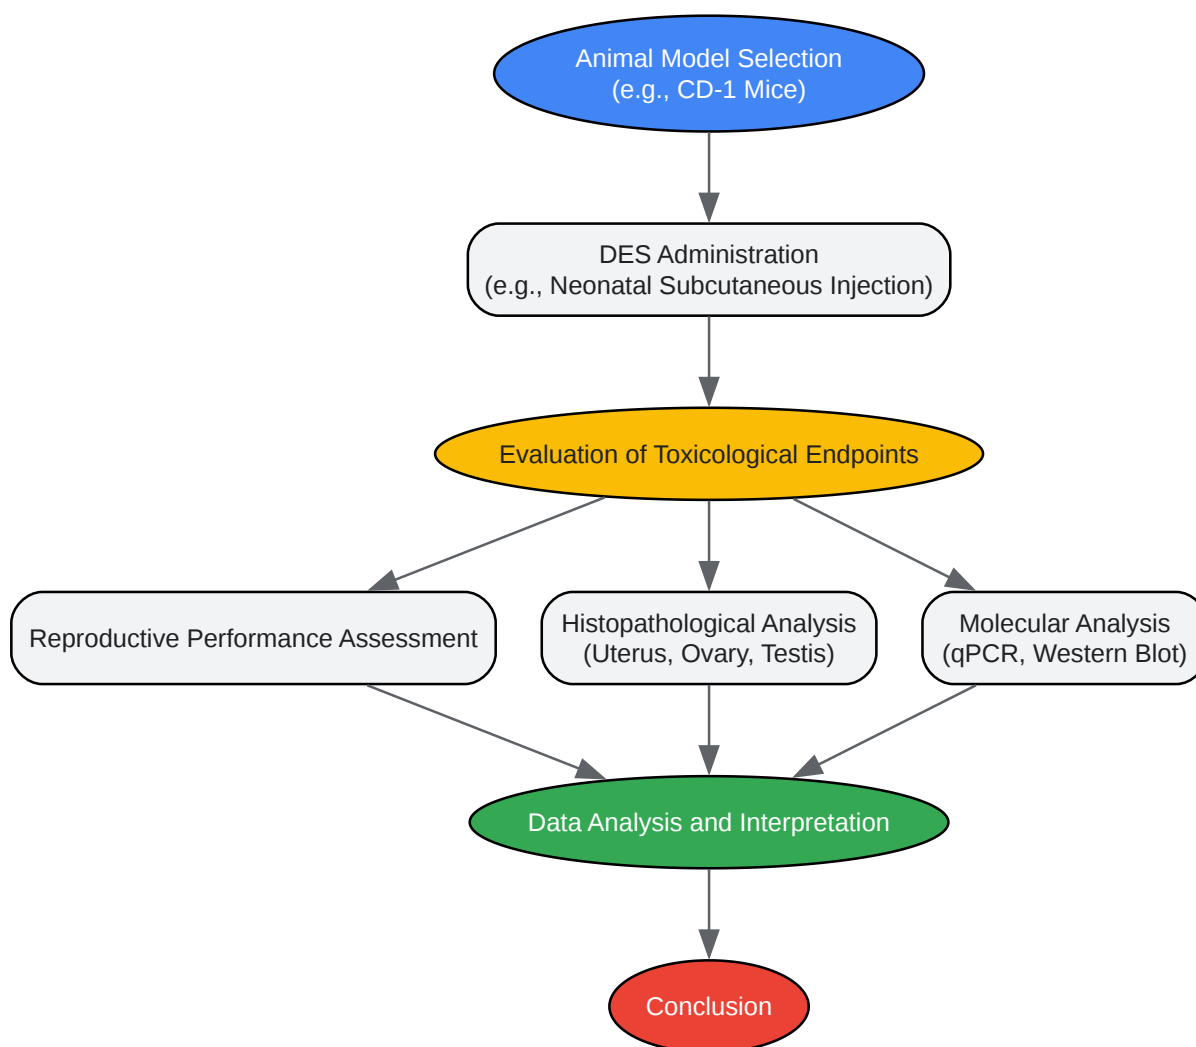 Animal Model Selection
(e.g., CD-1 Mice)
DES Administration
(e.g., Neonatal Subcutaneous Injection)
Evaluation of Toxicological Endpoints
Reproductive Performance Assessment
Histopathological Analysis
(Uterus, Ovary, Testis)
Molecular Analysis
(qPCR, Western Blot)
Data Analysis and Interpretation
Conclusion